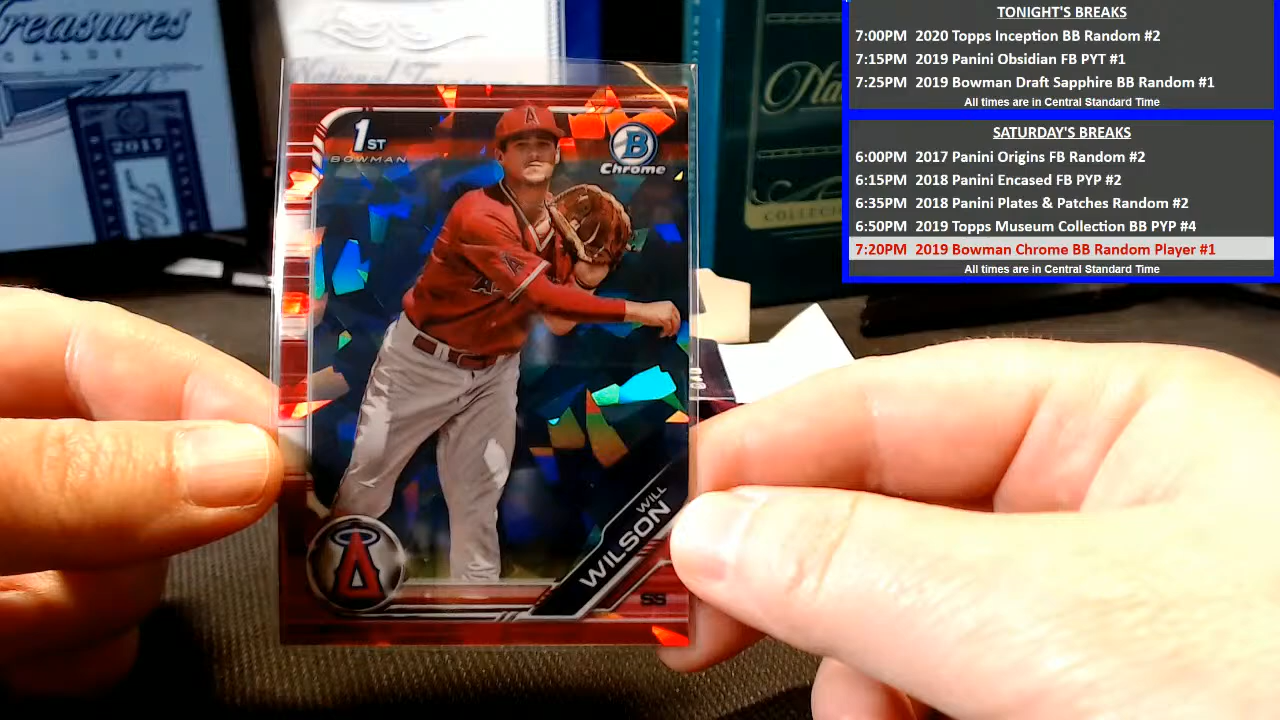 Treasures
2017
National Treasures
COLLEC
1ST
BOWMAN
B
Chrome
A
WILL
WILSON
SS
TONIGHT'S BREAKS
7:00PM 2020 Topps Inception BB Random #2
7:15PM 2019 Panini Obsidian FB PYT #1
7:25PM 2019 Bowman Draft Sapphire BB Random #1
All times are in Central Standard Time
SATURDAY'S BREAKS
6:00PM 2017 Panini Origins FB Random #2
6:15PM 2018 Panini Encased FB PYP #2
6:35PM 2018 Panini Plates & Patches Random #2
6:50PM 2019 Topps Museum Collection BB PYP #4
7:20PM 2019 Bowman Chrome BB Random Player #1
All times are in Central Standard Time